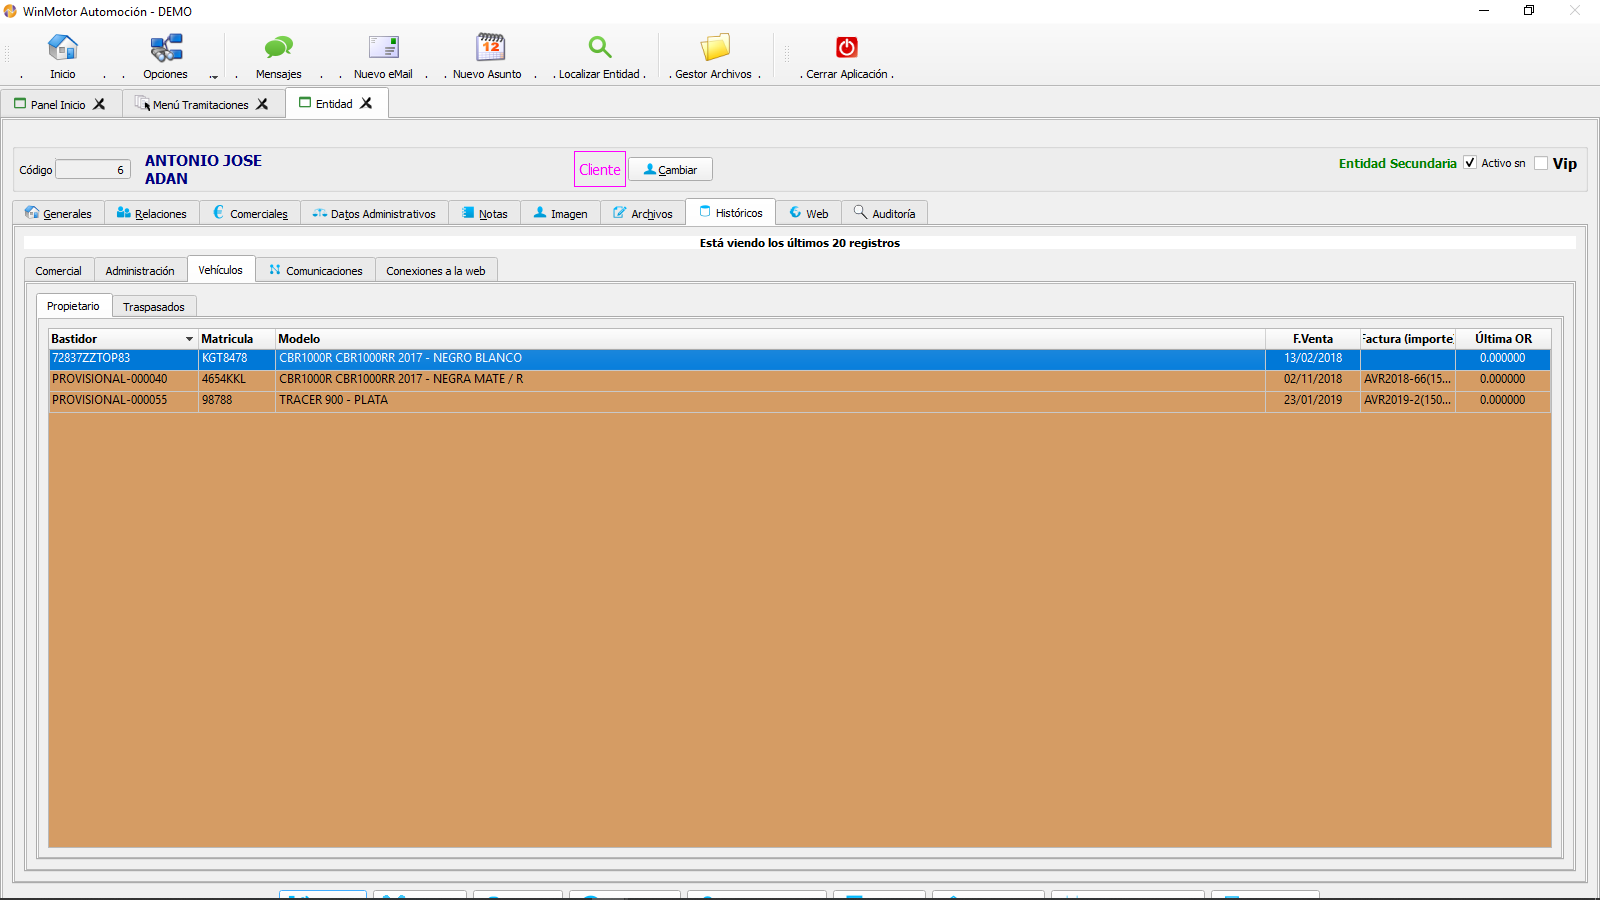 WinMotor Automoción - DEMO
. Inicio . . Opciones . Mensajes . . Nuevo eMail . . Nuevo Asunto . . Localizar Entidad . . Gestor Archivos . . Cerrar Aplicación .
Panel Inicio Menú Tramitaciones Entidad
Código 6 ANTONIO JOSE ADAN Cliente Cambiar Entidad Secundaria Activo sn Vip
Generales Relaciones Comerciales Datos Administrativos Notas Imagen Archivos Históricos Web Auditoría
Está viendo los últimos 20 registros
Comercial Administración Vehículos Comunicaciones Conexiones a la web
Propietario Traspasados
Bastidor Matricula Modelo F.Venta Factura (importe) Última OR
72837ZZTOP83 KGT8478 CBR1000R CBR1000RR 2017 - NEGRO BLANCO 13/02/2018 0.000000
PROVISIONAL-000040 4654KKL CBR1000R CBR1000RR 2017 - NEGRA MATE / R 02/11/2018 AVR2018-66(15... 0.000000
PROVISIONAL-000055 98788 TRACER 900 - PLATA 23/01/2019 AVR2019-2(150... 0.000000